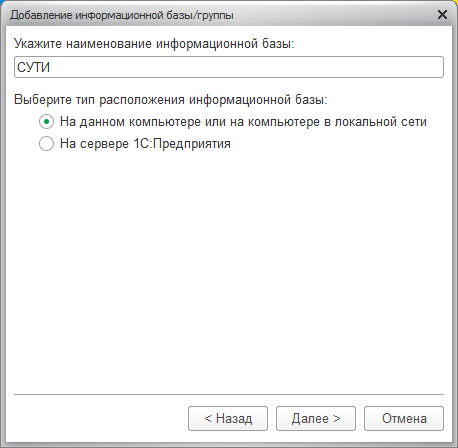 Добавление информационной базы/группы
Укажите наименование информационной базы:
СУТИ
Выберите тип расположения информационной базы:
На данном компьютере или на компьютере в локальной сети
На сервере 1С:Предприятия
< Назад
Далее >
Отмена